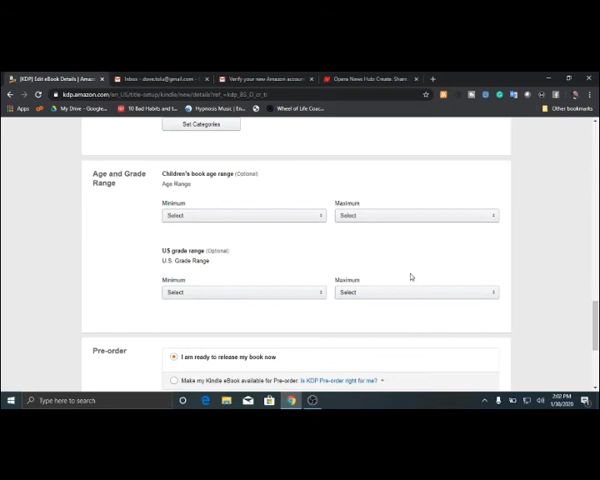 [KDP] Edit eBook Details | Amaz
Inbox - dave.tolu@gmail.com
Verify your new Amazon accou
Opera News Hub Create. Share.
kdp.amazon.com/en_US/title-setup/kindle/new/details?ref_=kdp_BS_D_cr_ti
Apps
My Drive - Google...
10 Bad Habits and t...
Hypnosis Music | En...
Wheel of Life Coac...
Other bookmarks
Set Categories
Age and Grade Range
Children's book age range (Optional)
Age Range
Minimum
Maximum
Select
Select
US grade range (Optional)
U.S. Grade Range
Minimum
Maximum
Select
Select
Pre-order
I am ready to release my book now
Make my Kindle eBook available for Pre-order. Is KDP Pre-order right for me?
Type here to search
2:02 PM
1/30/2020